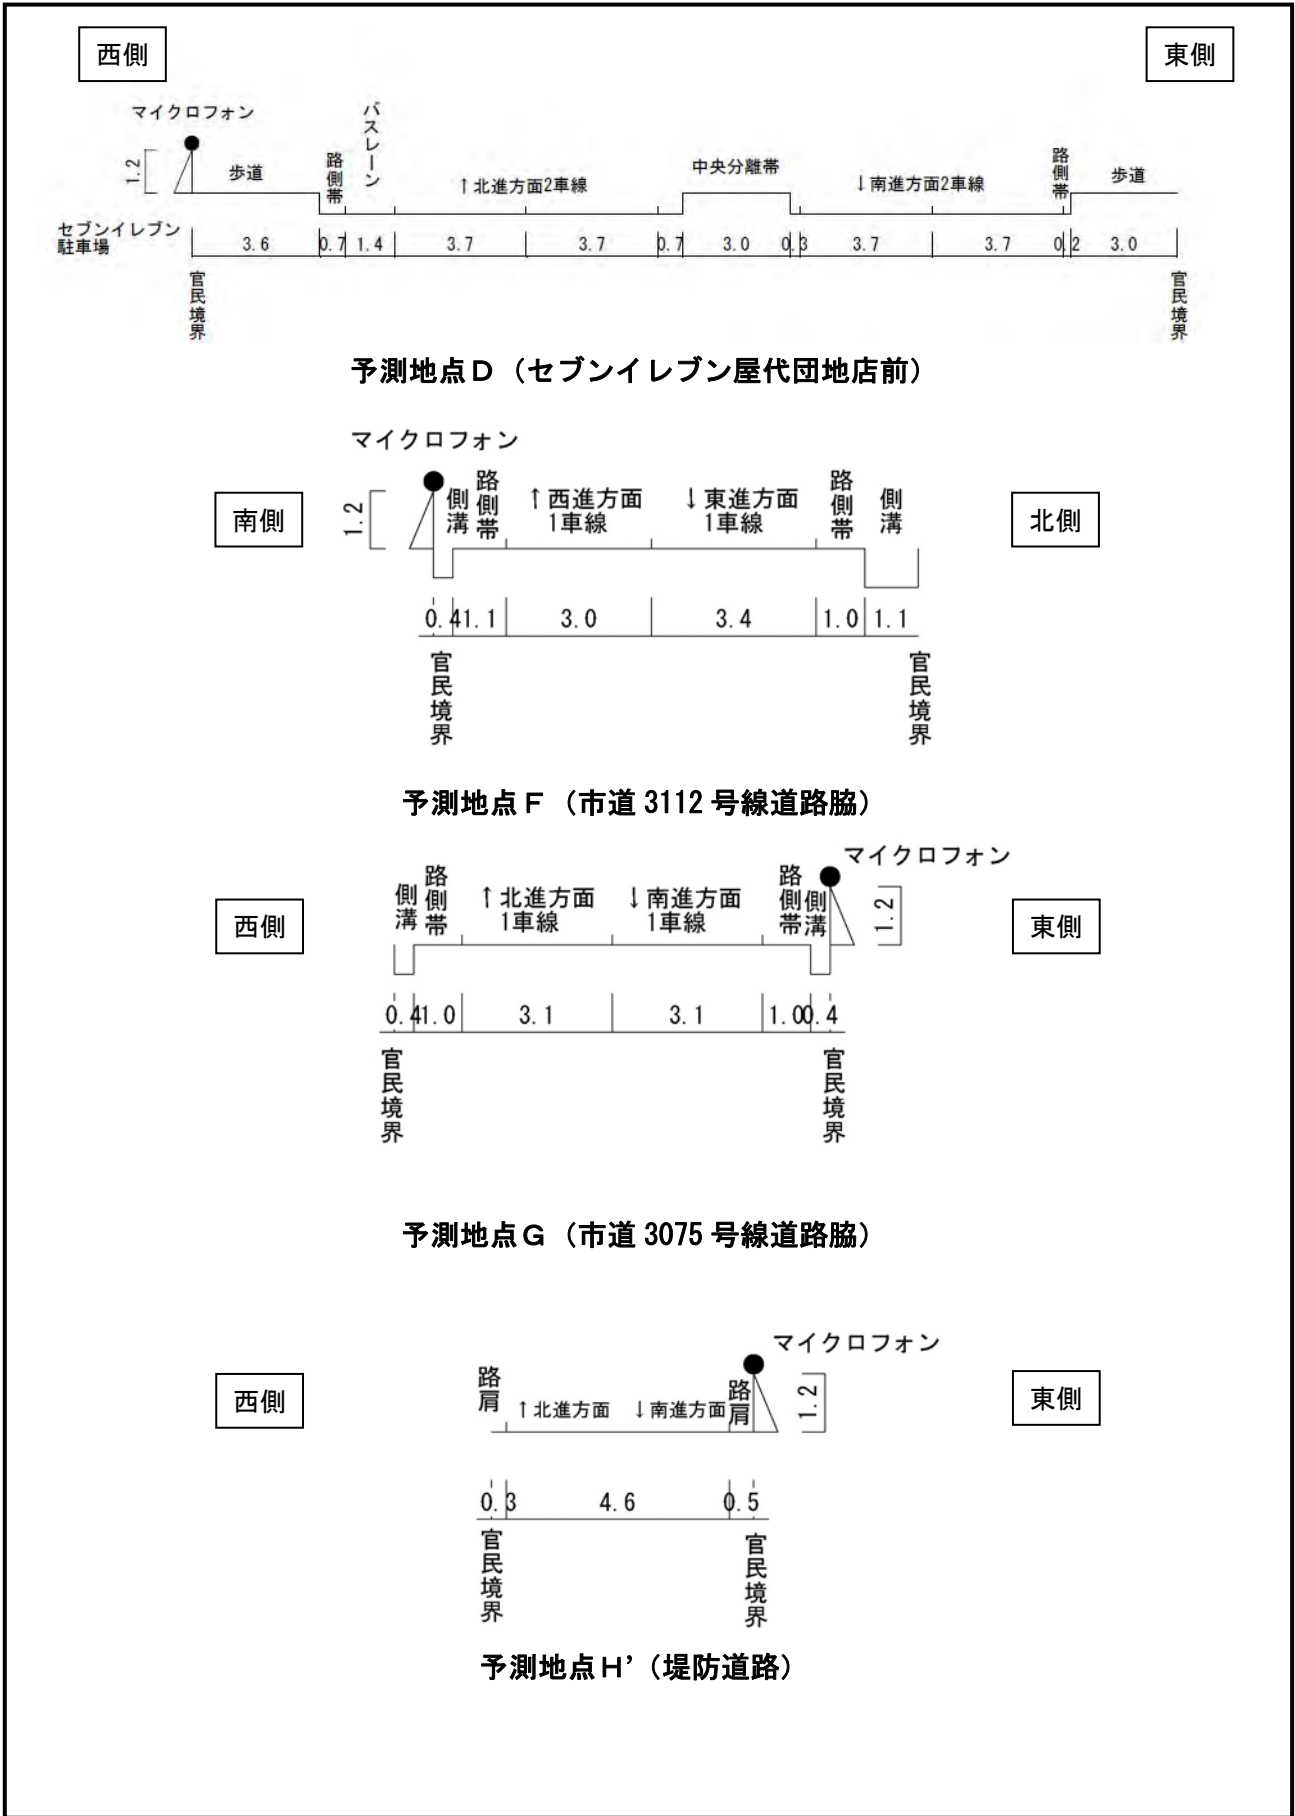 西側
東側
マイクロフォン
バスレーン
1.2
歩道
路側帯
↑北進方面2車線
中央分離帯
↓南進方面2車線
路側帯
歩道
セブンイレブン
駐車場
3.6 0.7 1.4 3.7 3.7 0.7 3.0 0.3 3.7 3.7 0.2 3.0
官民境界
官民境界
予測地点D（セブンイレブン屋代団地店前）
マイクロフォン
南側
1.2
側溝
路側帯
↑西進方面
1車線
↓東進方面
1車線
路側帯
側溝
北側
0.4 1.1 3.0 3.4 1.0 1.1
官民境界
官民境界
予測地点F（市道3112号線道路脇）
マイクロフォン
西側
側溝
路側帯
↑北進方面
1車線
↓南進方面
1車線
路側帯
側溝
1.2
東側
0.4 1.0 3.1 3.1 1.0 0.4
官民境界
官民境界
予測地点G（市道3075号線道路脇）
マイクロフォン
西側
路肩
↑北進方面
↓南進方面
路肩
1.2
東側
0.3 4.6 0.5
官民境界
官民境界
予測地点H’（堤防道路）